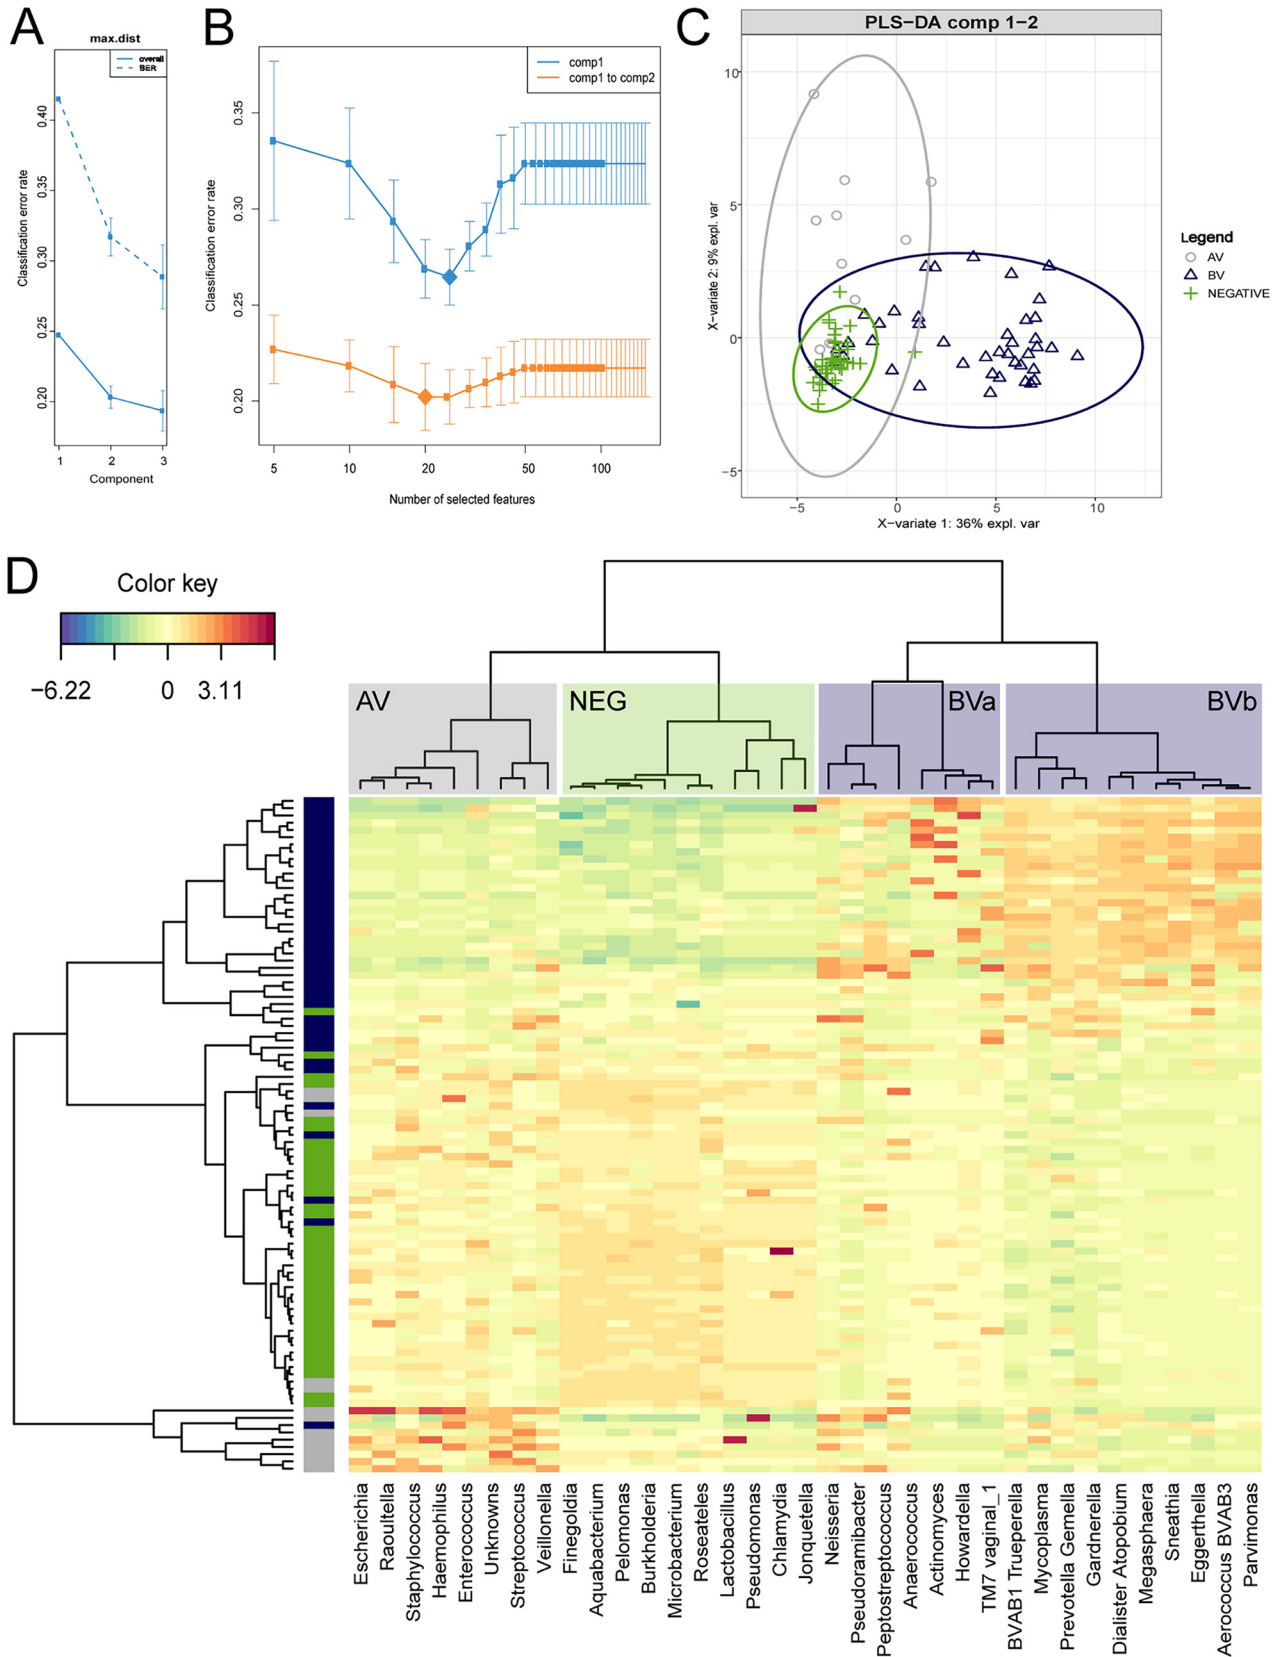 A
max.dist
overall
BER
Classification error rate
0.40
0.35
0.30
0.25
0.20
1 2 3
Component
B
comp1
comp1 to comp2
Classification error rate
0.35
0.30
0.25
0.20
5 10 20 50 100
Number of selected features
C
PLS−DA comp 1−2
X−variate 2: 9% expl. var
10
5
0
−5
−5 0 5 10
X−variate 1: 36% expl. var
Legend
AV
BV
NEGATIVE
D
Color key
−6.22 0 3.11
AV NEG BVa BVb
Escherichia
Raoultella
Staphylococcus
Haemophilus
Enterococcus
Unknowns
Streptococcus
Veillonella
Finegoldia
Aquabacterium
Pelomonas
Burkholderia
Microbacterium
Roseateles
Lactobacillus
Pseudomonas
Chlamydia
Jonquetella
Neisseria
Pseudoramibacter
Peptostreptococcus
Anaerococcus
Actinomyces
Howardella
TM7 vaginal_1
BVAB1 Trueperella
Mycoplasma
Prevotella Gemella
Gardnerella
Dialister Atopobium
Megasphaera
Sneathia
Eggerthella
Aerococcus BVAB3
Parvimonas